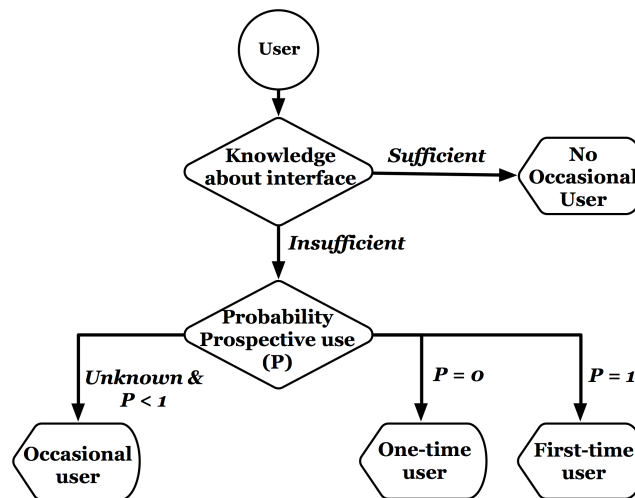 User
Knowledge
about interface
Sufficient
No
Occasional
User
Insufficient
Probability
Prospective use
(P)
Unknown &
P < 1
P = 0
P = 1
Occasional
user
One-time
user
First-time
user